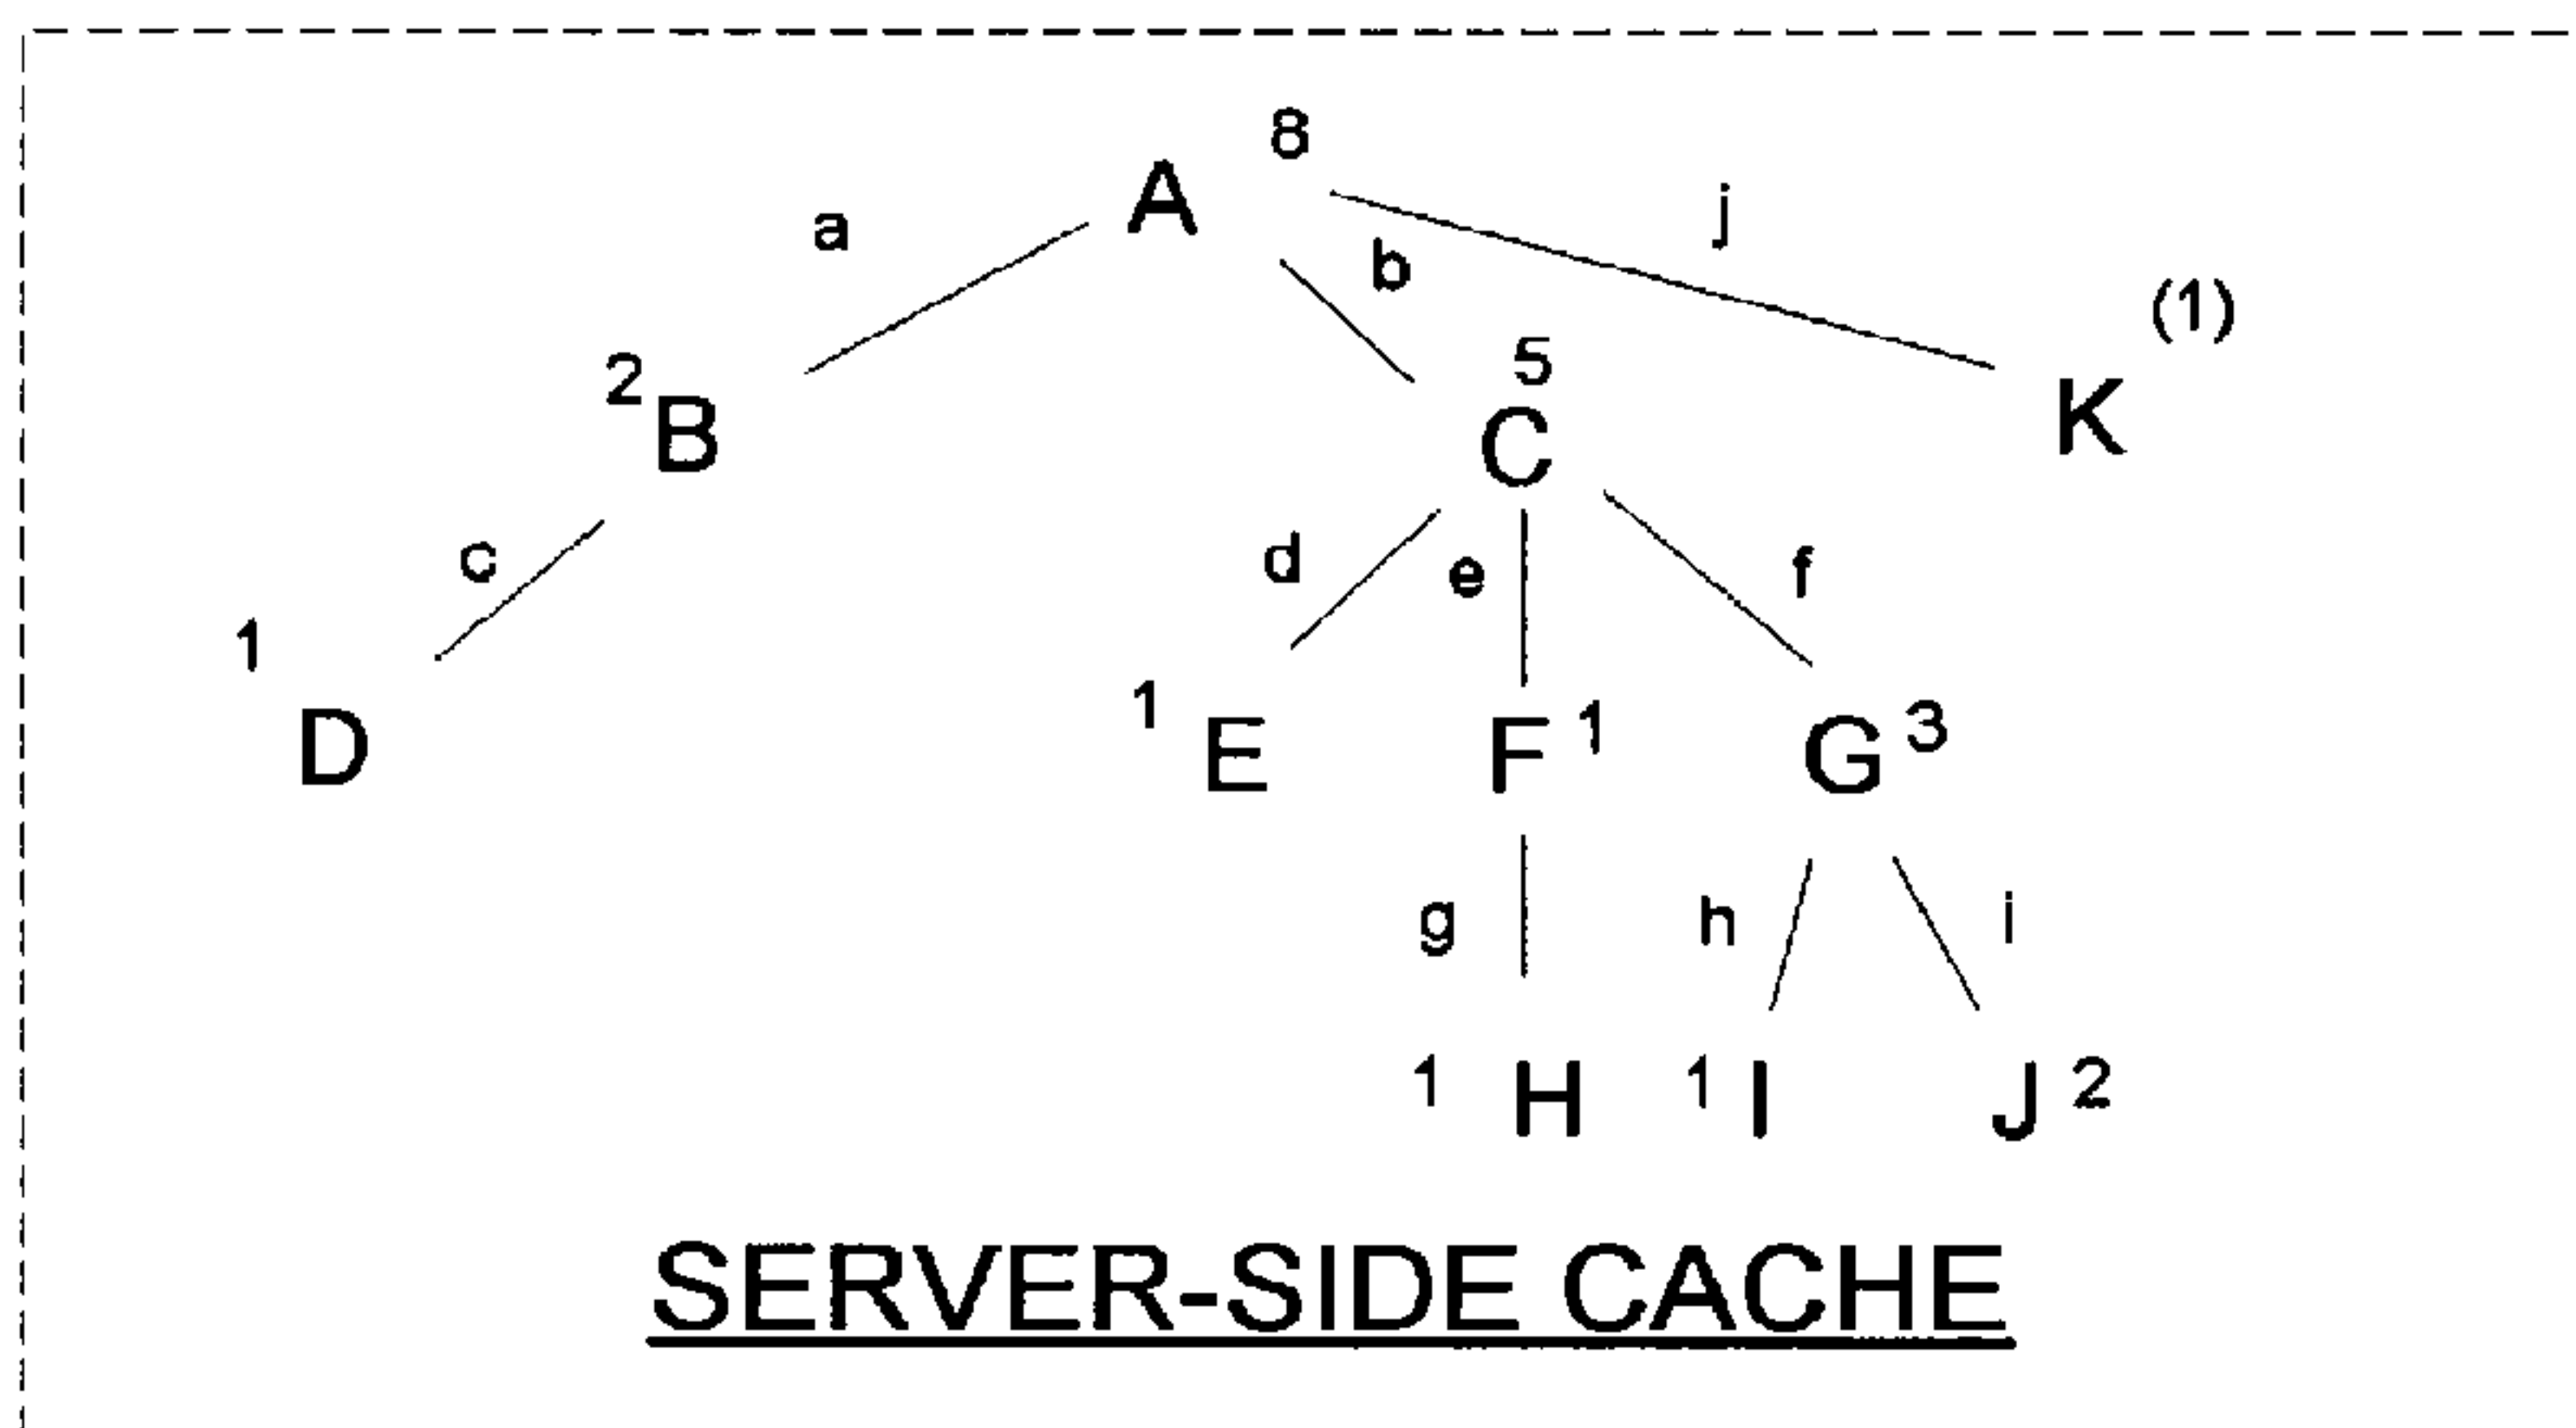 A 8
a b j
2 B C 5 K (1)
c d e f
1 D 1 E F 1 G 3
g h i
1 H 1 I J 2
SERVER-SIDE CACHE